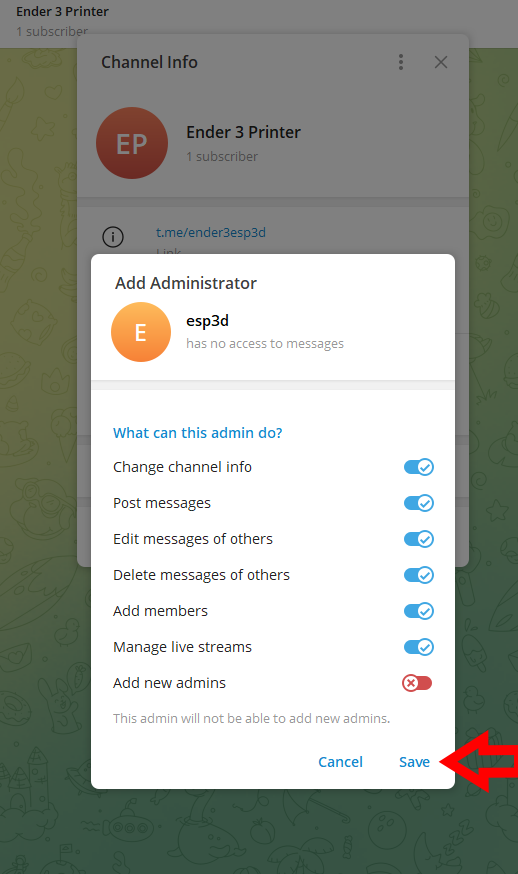 Ender 3 Printer
1 subscriber
Channel Info
EP
Ender 3 Printer
1 subscriber
t.me/ender3esp3d
Link
Add Administrator
E
esp3d
has no access to messages
What can this admin do?
Change channel info
Post messages
Edit messages of others
Delete messages of others
Add members
Manage live streams
Add new admins
This admin will not be able to add new admins.
Cancel Save